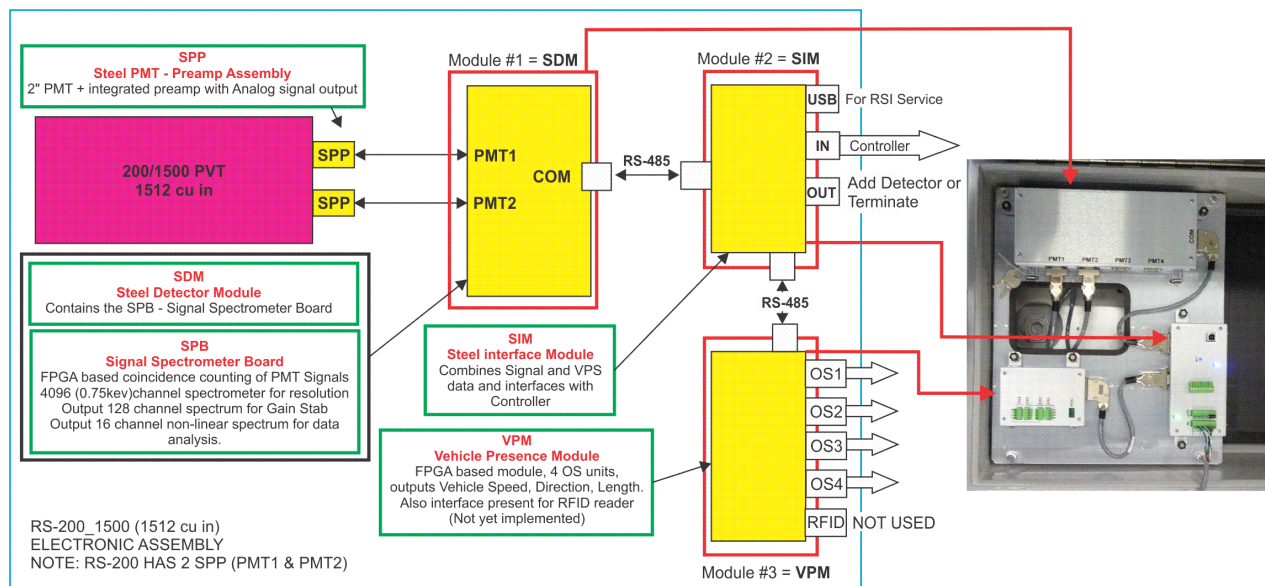 SPP
Steel PMT - Preamp Assembly
2" PMT + integrated preamp with Analog signal output
200/1500 PVT
1512 cu in
SPP
SPP
Module #1 = SDM
PMT1
PMT2
COM
RS-485
Module #2 = SIM
USB
For RSI Service
IN
Controller
OUT
Add Detector or
Terminate
RS-485
SDM
Steel Detector Module
Contains the SPB - Signal Spectrometer Board
SPB
Signal Spectrometer Board
FPGA based coincidence counting of PMT Signals
4096 (0.75kev)channel spectrometer for resolution
Output 128 channel spectrum for Gain Stab
Output 16 channel non-linear spectrum for data
analysis.
SIM
Steel interface Module
Combines Signal and VPS
data and interfaces with
Controller
VPM
Vehicle Presence Module
FPGA based module, 4 OS units,
outputs Vehicle Speed, Direction, Length.
Also interface present for RFID reader
(Not yet implemented)
OS1
OS2
OS3
OS4
RFID
NOT USED
Module #3 = VPM
RS-200_1500 (1512 cu in)
ELECTRONIC ASSEMBLY
NOTE: RS-200 HAS 2 SPP (PMT1 & PMT2)
COM
PMT1
PMT2
PMT3
PMT4